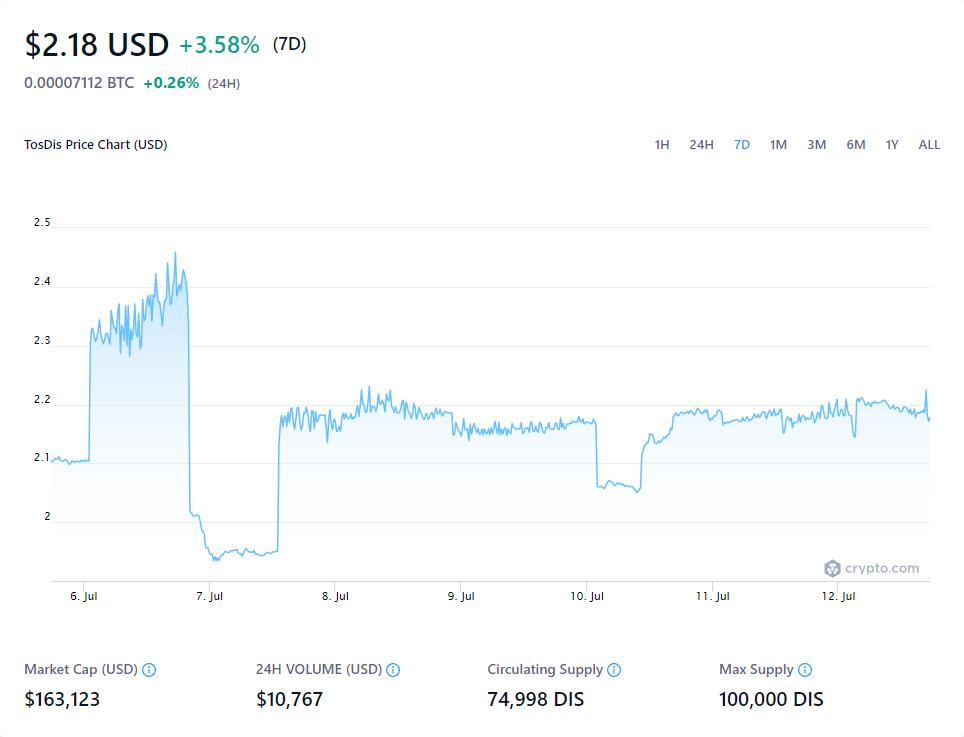 $2.18 USD +3.58% (7D)
0.00007112 BTC +0.26% (24H)
TosDis Price Chart (USD) 1H 24H 7D 1M 3M 6M 1Y ALL
2.5
2.4
2.3
2.2
2.1
2
crypto.com
6. Jul 7. Jul 8. Jul 9. Jul 10. Jul 11. Jul 12. Jul
Market Cap (USD) 24H VOLUME (USD) Circulating Supply Max Supply
$163,123 $10,767 74,998 DIS 100,000 DIS